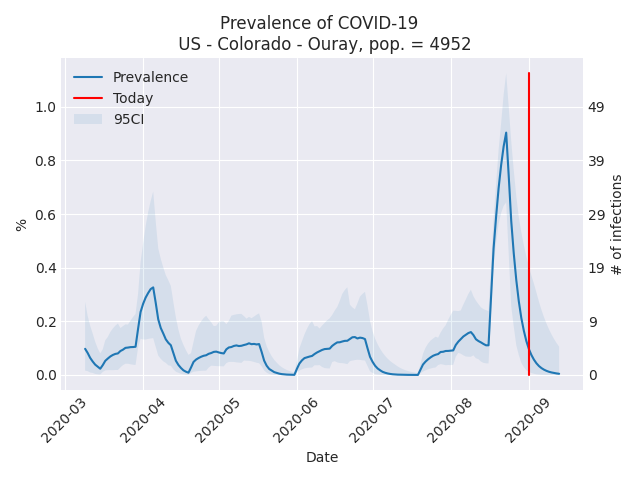 Prevalence of COVID-19
US - Colorado - Ouray, pop. = 4952
Prevalence
Today
95CI
%
1.0
0.8
0.6
0.4
0.2
0.0
49
39
29
19
9
0
# of infections
2020-03
2020-04
2020-05
2020-06
2020-07
2020-08
2020-09
Date